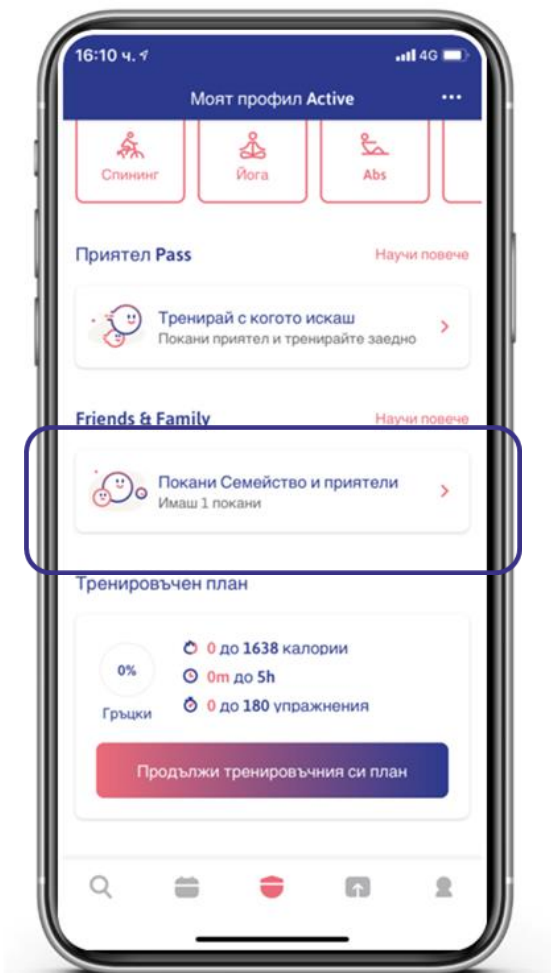 16:10 ч.
4G
Моят профил Active
Спининг
Йога
Abs
Приятел Pass
Научи повече
Тренирай с когото искаш
Покани приятел и тренирайте заедно
Friends & Family
Научи повече
Покани Семейство и приятели
Имаш 1 покани
Тренировъчен план
0%
Гръцки
0 до 1638 калории
0m до 5h
0 до 180 упражнения
Продължи тренировъчния си план